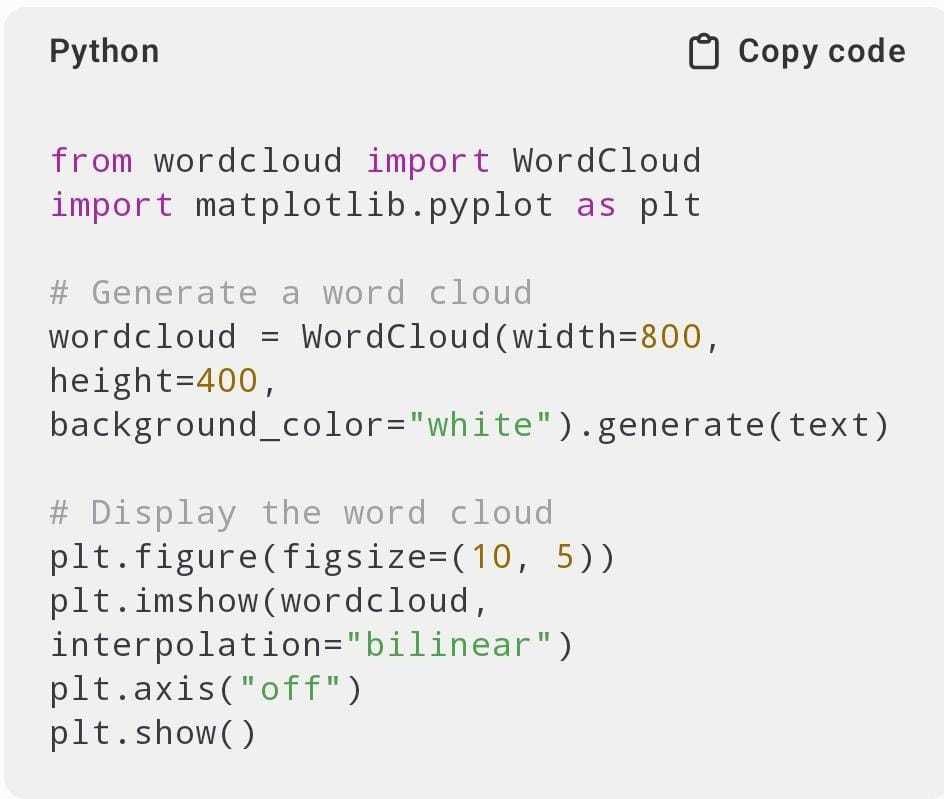 Python
Copy code
from wordcloud import WordCloud
import matplotlib.pyplot as plt
# Generate a word cloud
wordcloud = WordCloud(width=800,
height=400,
background_color="white").generate(text)
# Display the word cloud
plt.figure(figsize=(10, 5))
plt.imshow(wordcloud,
interpolation="bilinear")
plt.axis("off")
plt.show()